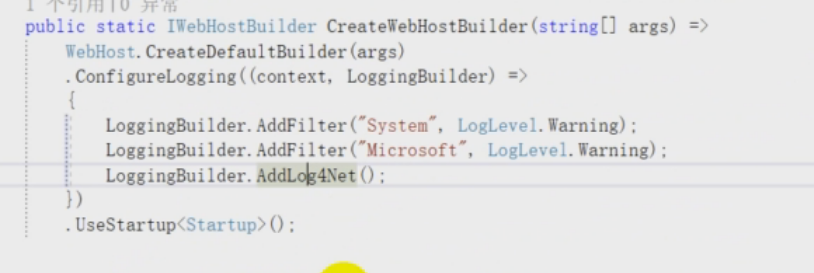 1 个引用|0 异常
public static IWebHostBuilder CreateWebHostBuilder(string[] args) =>
WebHost.CreateDefaultBuilder(args)
.ConfigureLogging((context, LoggingBuilder) =>
{
LoggingBuilder.AddFilter("System", LogLevel.Warning);
LoggingBuilder.AddFilter("Microsoft", LogLevel.Warning);
LoggingBuilder.AddLog4Net();
})
.UseStartup<Startup>();